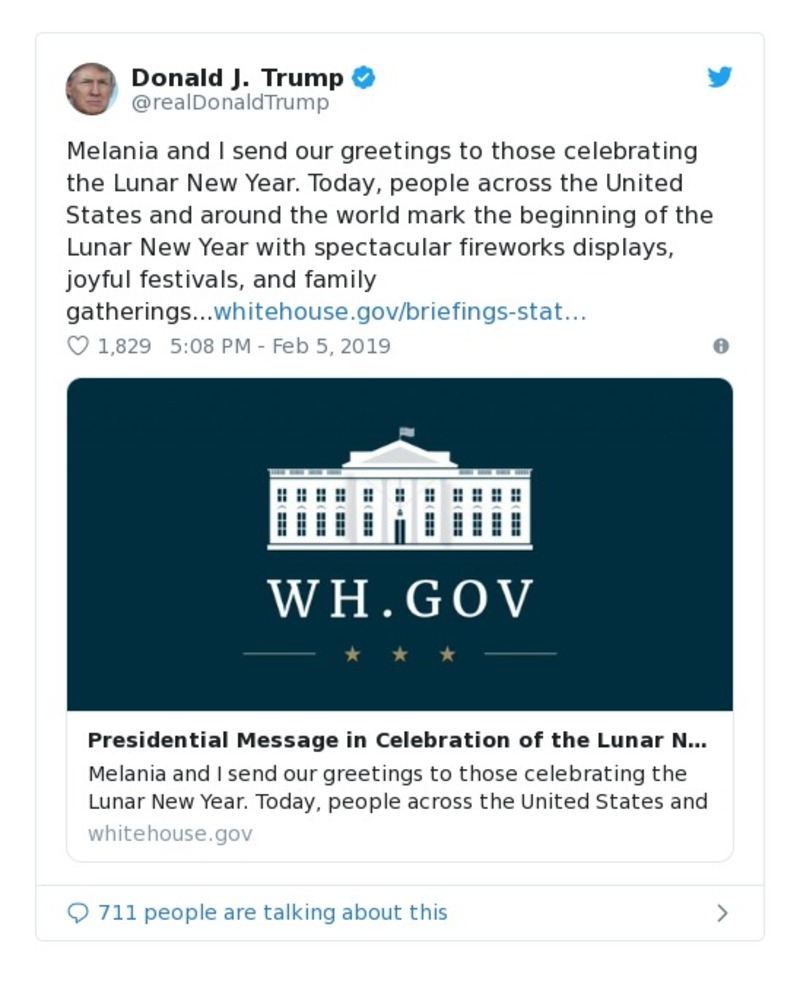 Donald J. Trump
@realDonaldTrump
Melania and I send our greetings to those celebrating
the Lunar New Year. Today, people across the United
States and around the world mark the beginning of the
Lunar New Year with spectacular fireworks displays,
joyful festivals, and family
gatherings...whitehouse.gov/briefings-stat…
1,829 5:08 PM - Feb 5, 2019
WH.GOV
Presidential Message in Celebration of the Lunar N…
Melania and I send our greetings to those celebrating the
Lunar New Year. Today, people across the United States and
whitehouse.gov
711 people are talking about this